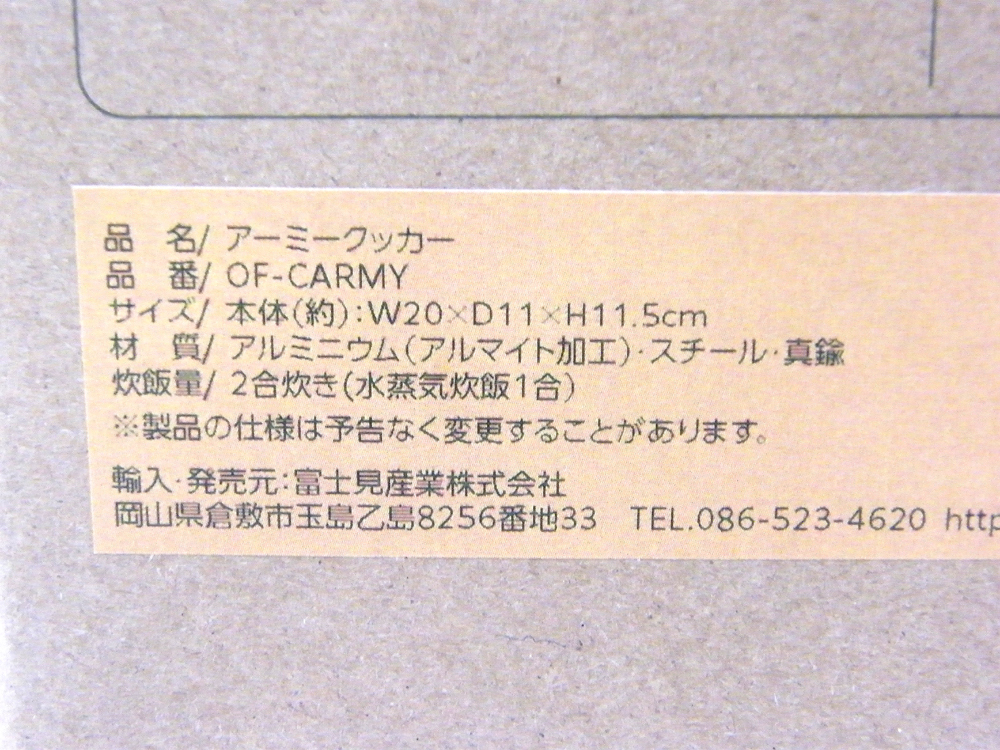 品　名/ アーミークッカー
品　番/ OF-CARMY
サイズ/ 本体(約):W20×D11×H11.5cm
材　質/ アルミニウム(アルマイト加工)・スチール・真鍮
炊飯量/ 2合炊き(水蒸気炊飯1合)
※製品の仕様は予告なく変更することがあります。
輸入・発売元:富士見産業株式会社
岡山県倉敷市玉島乙島8256番地33　TEL.086-523-4620 http